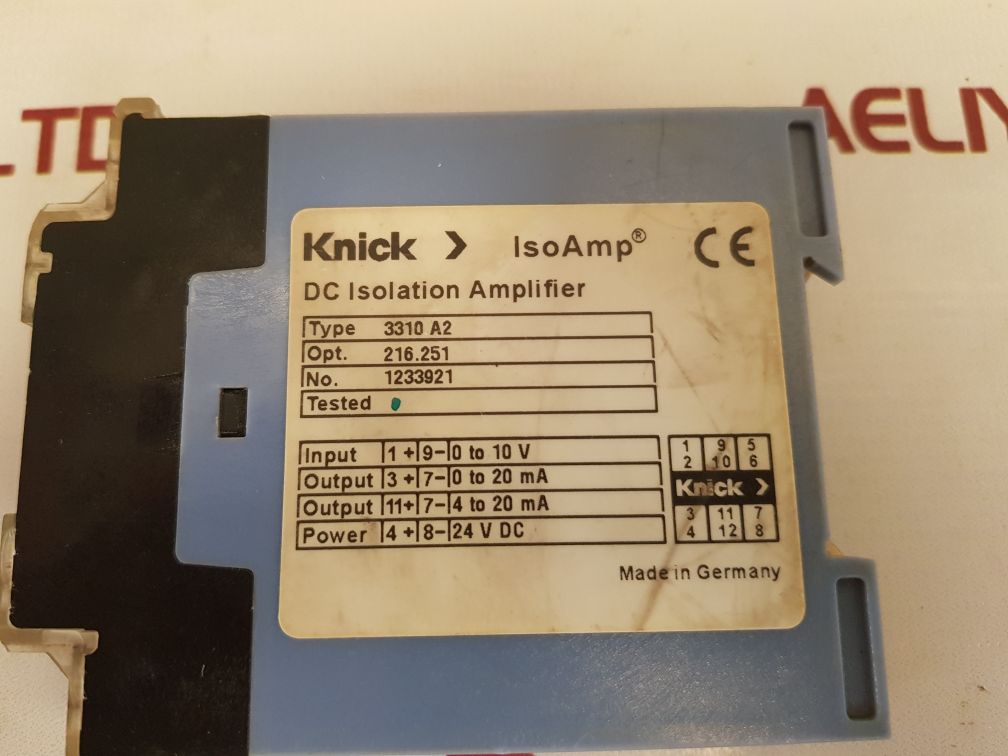 LTD
AELIY
Knick > IsoAmp® CE
DC Isolation Amplifier
Type 3310 A2
Opt. 216.251
No. 1233921
Tested
Input 1 + 9- 0 to 10 V
Output 3 + 7- 0 to 20 mA
Output 11+ 7- 4 to 20 mA
Power 4 + 8- 24 V DC
1 9 5
2 10 6
Knick >
3 11 7
4 12 8
Made in Germany